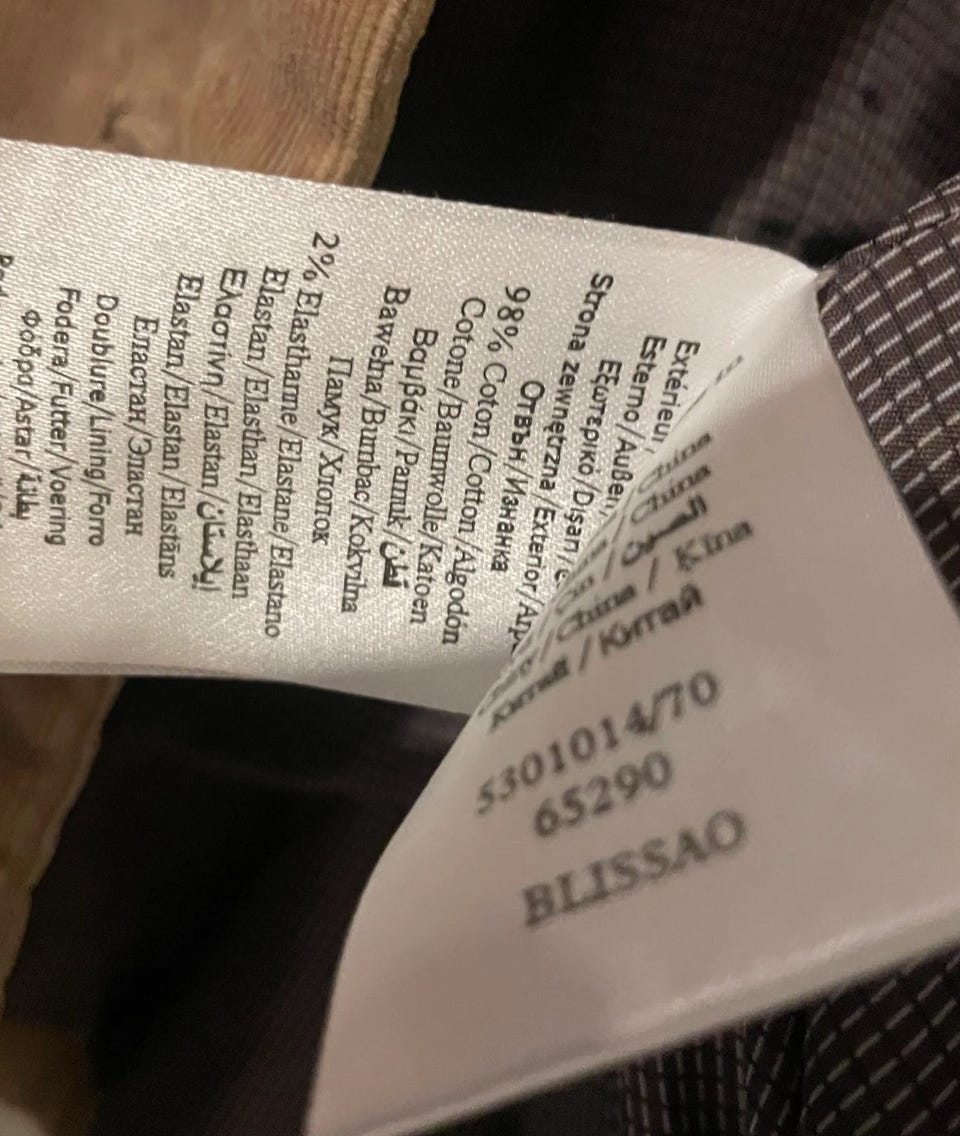 Extérieur
Esterno/Außen
Εξωτερικό/Dışarı
Strona zewnętrzna/Exterior
Отвън/Изнанка
98% Coton/Cotton/Algodón
Cotone/Baumwolle/Katoen
Βαμβάκι/Pamuk/قطن
Bawełna/Bumbac/Kokvilna
Памук/Хлопок
2% Elastharme/Elastane/Elastano
Elastan/Elasthan/Elasthaan
Ελαστίνη/Elastan/إيلاستان
Elastan/Elastan/Elastāns
Еластан/Эластан
Doublure/Lining/Forro
Fodera/Futter/Voering
Φοδρα/Astar/بطانة
China
/China
/الصين
/China / Ķīna
Китай / Китай
5301014/70
65290
BLISSAO